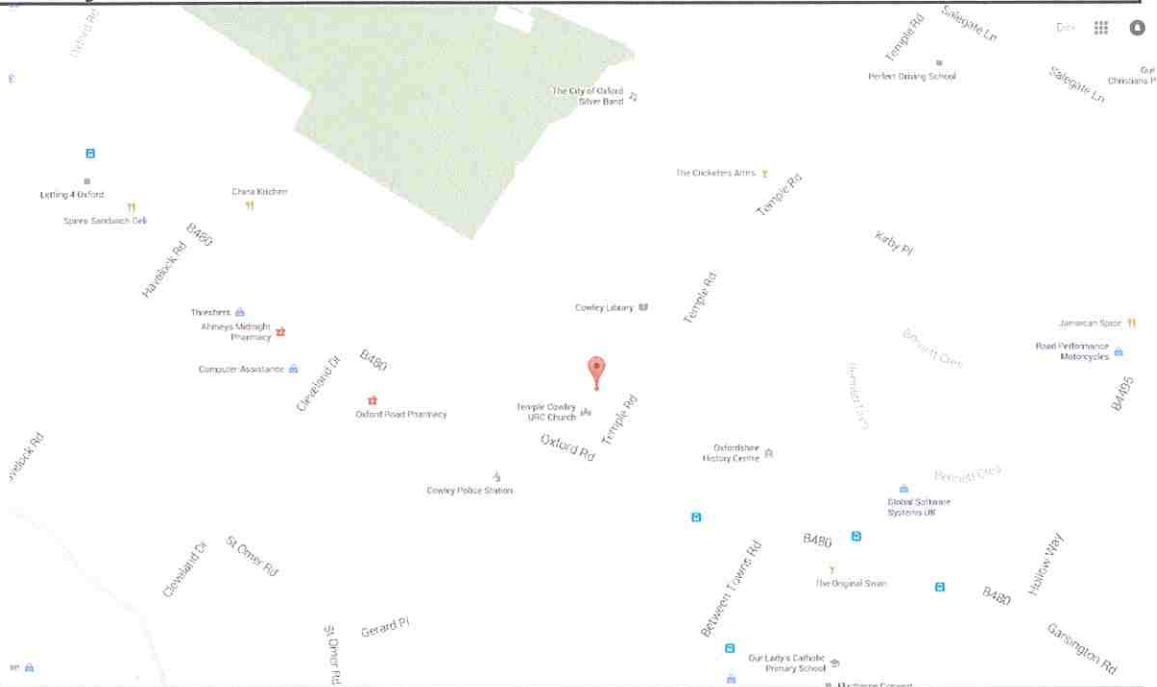 Oxford Rd
Temple Rd
Salegate Ln
Perfect Driving School
Salegate Ln
The City of Oxford
Silver Band
Letting 4 Oxford
China Kitchen
Spires Sandwich Deli
The Cricketers Arms
Temple Rd
B480
Havelock Rd
Kirby Pl
Temple Rd
Cowley Library
Threshers
Ahmeys Midnight
Pharmacy
Jamaican Spice
Road Performance
Motorcycles
Computer Assistance
B480
Cleveland Dr
Oxford Road Pharmacy
B4495
Temple Cowley
URC Church
Temple Rd
Oxford Rd
Oxfordshire
History Centre
Cowley Police Station
Global Software
Systems UK
Cleveland Dr
St Omer Rd
B480
Between Towns Rd
The Original Swan
Hollow Way
B480
St Omer Rd
Gerard Pl
Garsington Rd
Our Lady's Catholic
Primary School